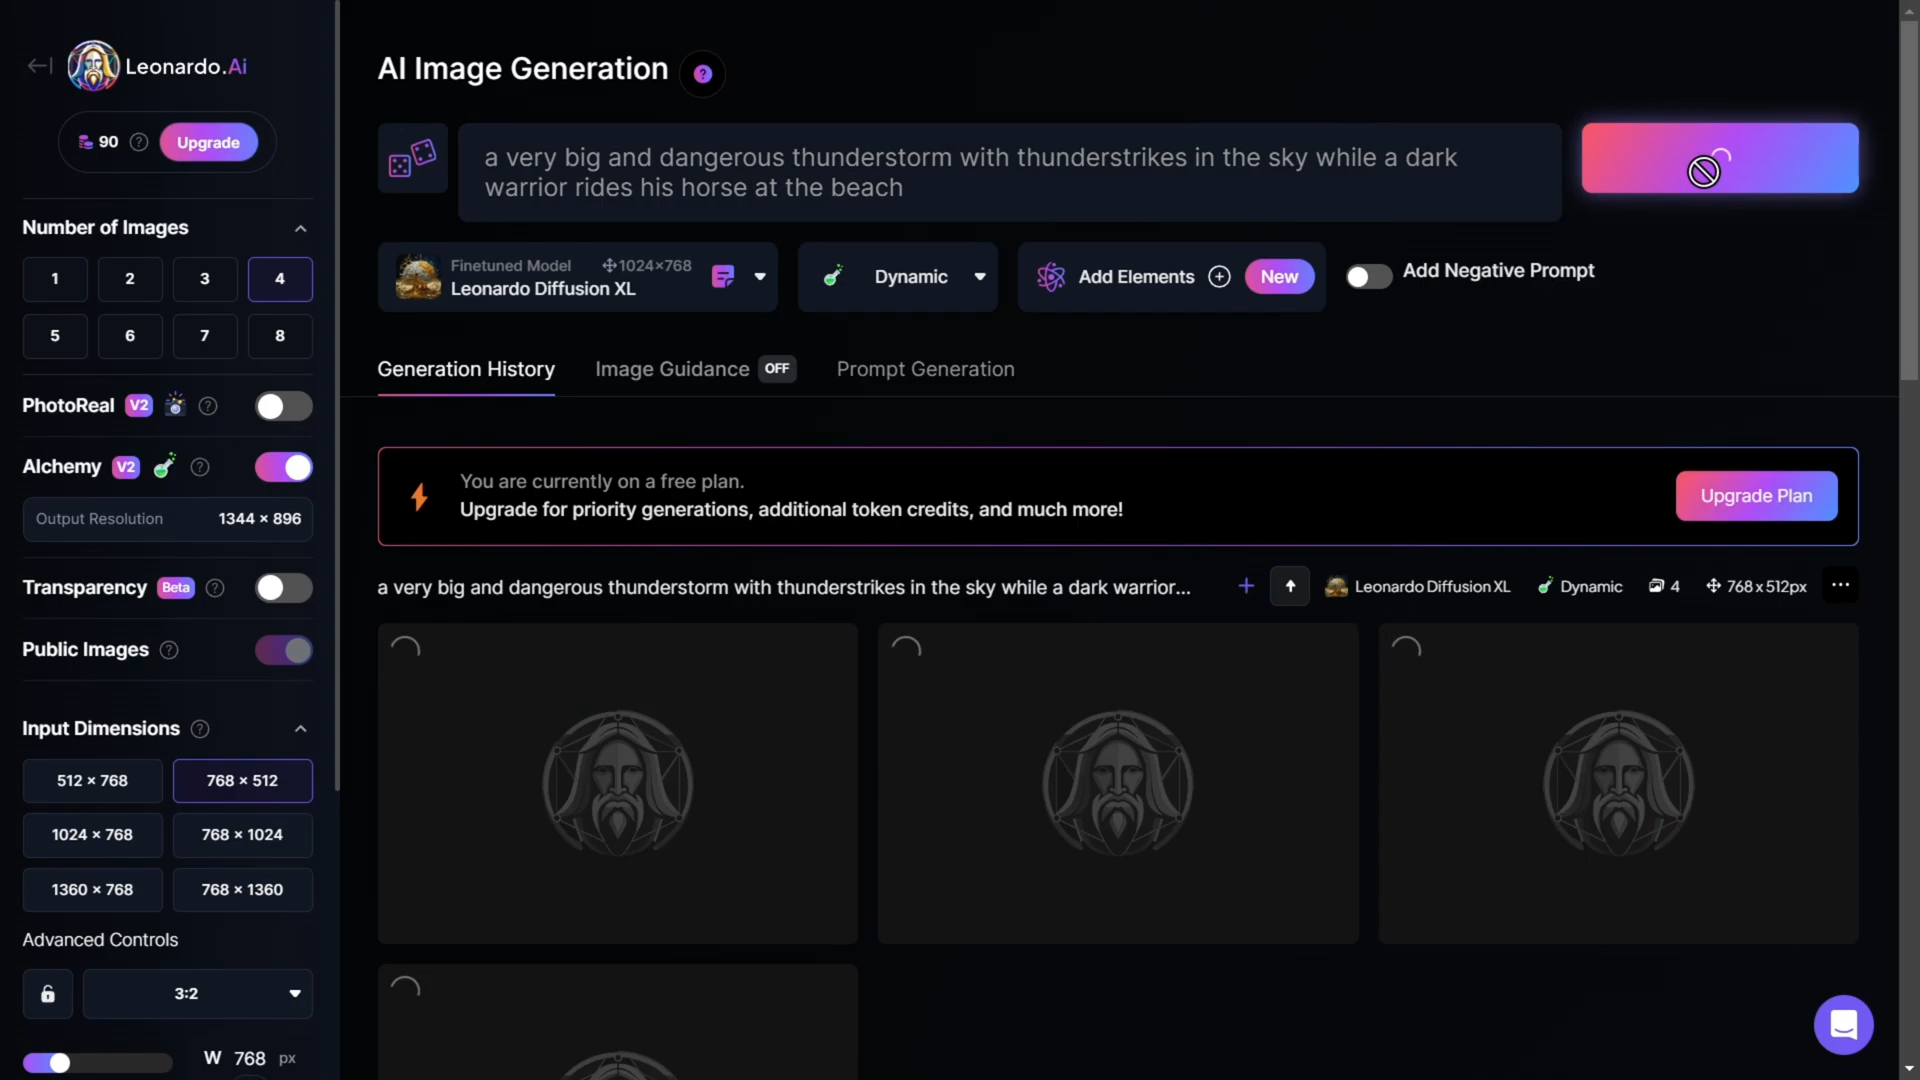 Leonardo.Ai
90 ? Upgrade
Number of Images
1 2 3 4
5 6 7 8
PhotoReal V2 ?
Alchemy V2 ?
Output Resolution 1344 × 896
Transparency Beta ?
Public Images ?
Input Dimensions ?
512 × 768 768 × 512
1024 × 768 768 × 1024
1360 × 768 768 × 1360
Advanced Controls
3:2
W 768 px
AI Image Generation ?
a very big and dangerous thunderstorm with thunderstrikes in the sky while a dark
warrior rides his horse at the beach
Finetuned Model 1024×768
Leonardo Diffusion XL
Dynamic
Add Elements New
Add Negative Prompt
Generation History Image Guidance OFF Prompt Generation
You are currently on a free plan.
Upgrade for priority generations, additional token credits, and much more!
Upgrade Plan
a very big and dangerous thunderstorm with thunderstrikes in the sky while a dark warrior... Leonardo Diffusion XL Dynamic 4 768 x 512px ...